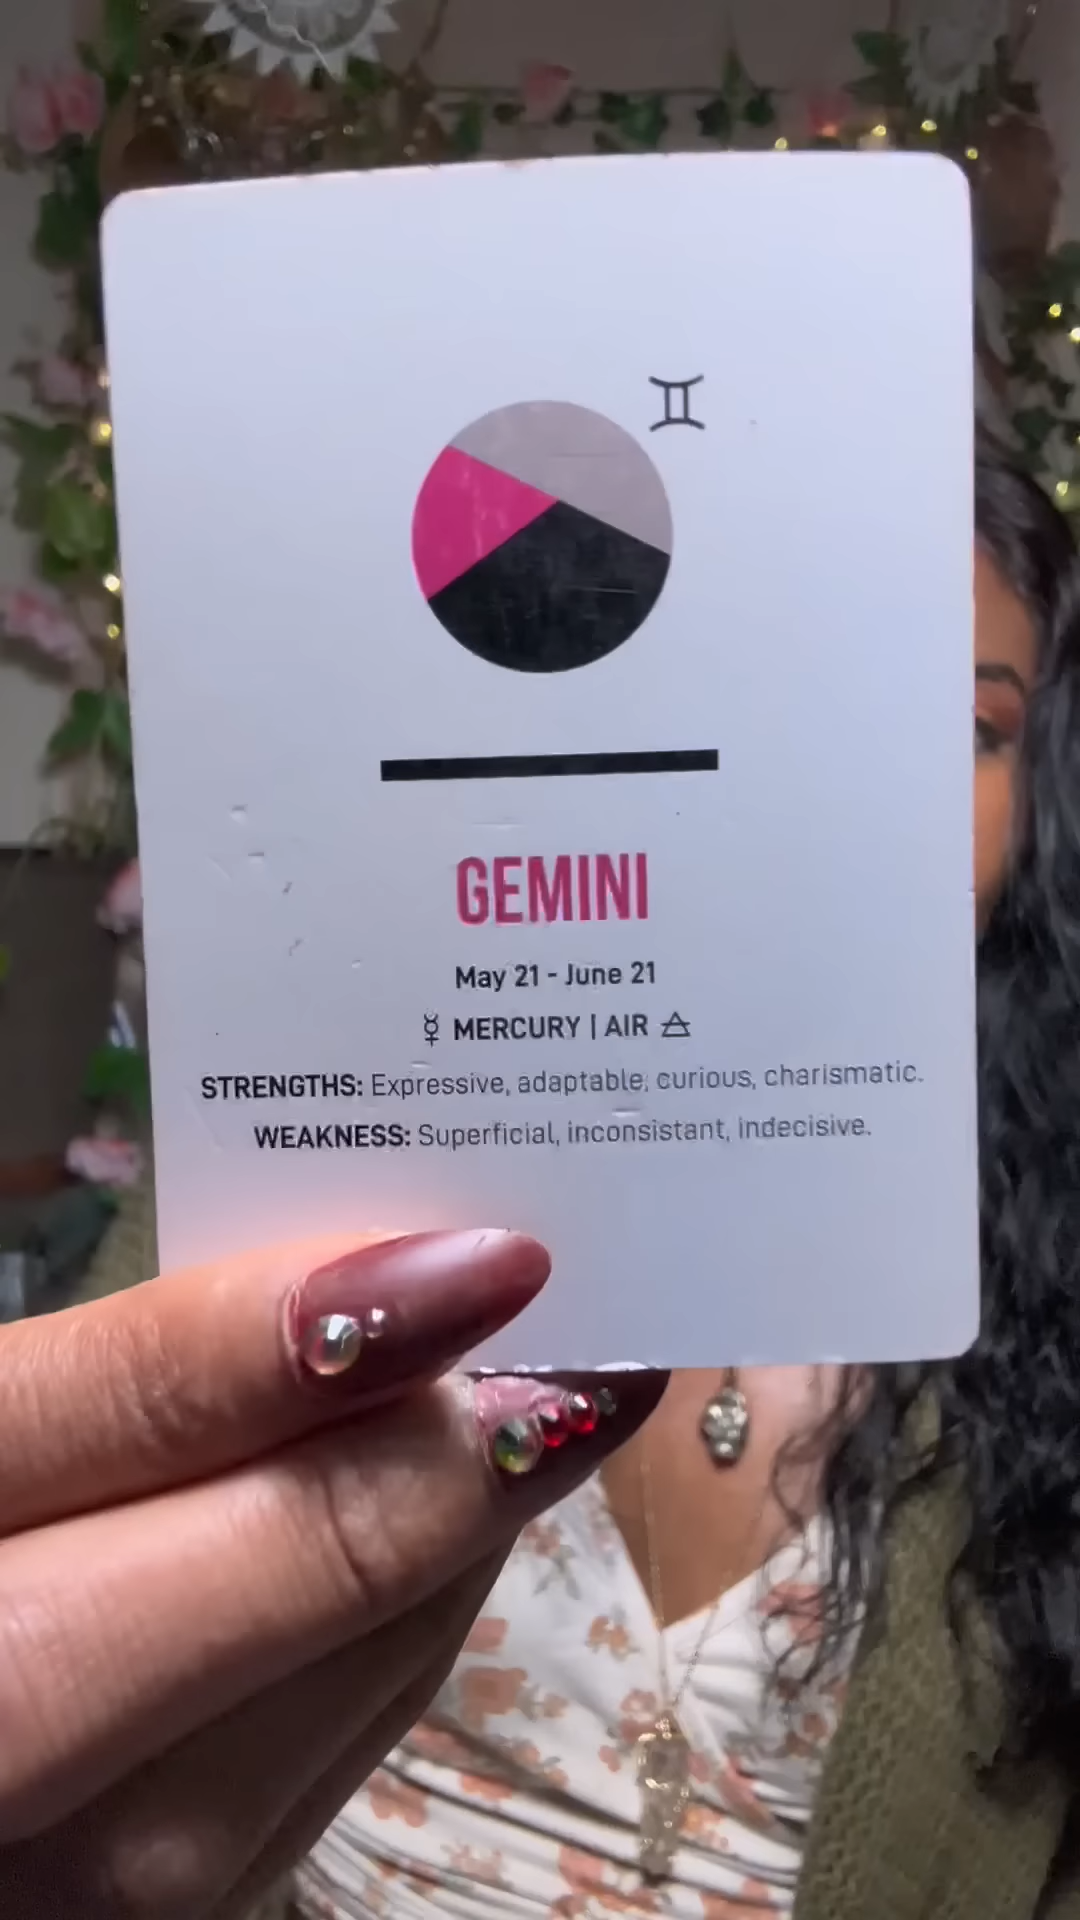 GEMINI
May 21 - June 21
MERCURY | AIR
STRENGTHS: Expressive, adaptable, curious, charismatic.
WEAKNESS: Superficial, inconsistant, indecisive.